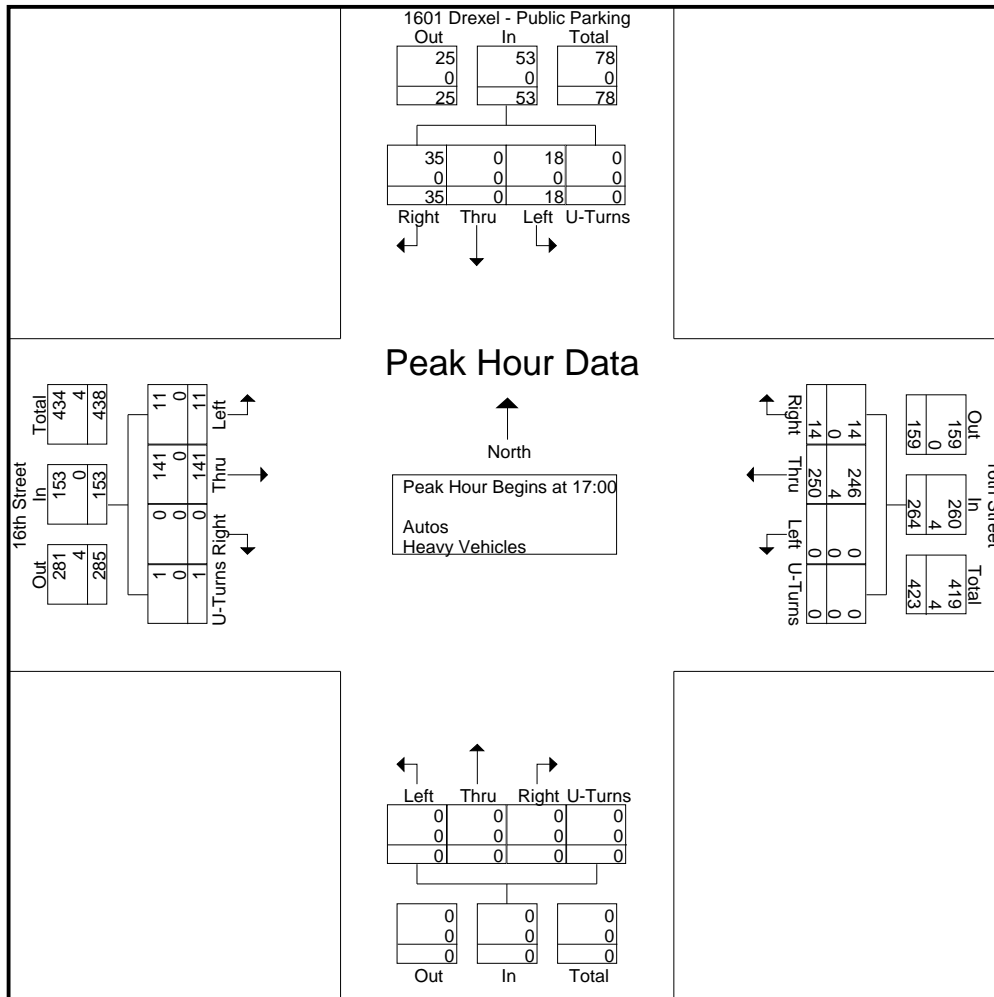 1601 Drexel - Public Parking
Out In Total
25 53 78
0 0 0
25 53 78
35 0 18 0
0 0 0 0
35 0 18 0
Right Thru Left U-Turns
Peak Hour Data
North
Peak Hour Begins at 17:00
Autos
Heavy Vehicles
16th Street
Out In Total
281 153 434
4 0 4
285 153 438
1 0 141 11
0 0 0 0
1 0 141 11
U-Turns Right Thru Left
Street
Out In Total
159 260 419
0 4 4
159 264 423
14 246 0 0
0 4 0 0
14 250 0 0
Right Thru Left U-Turns
Left Thru Right U-Turns
0 0 0 0
0 0 0 0
0 0 0 0
0 0 0
0 0 0
0 0 0
Out In Total